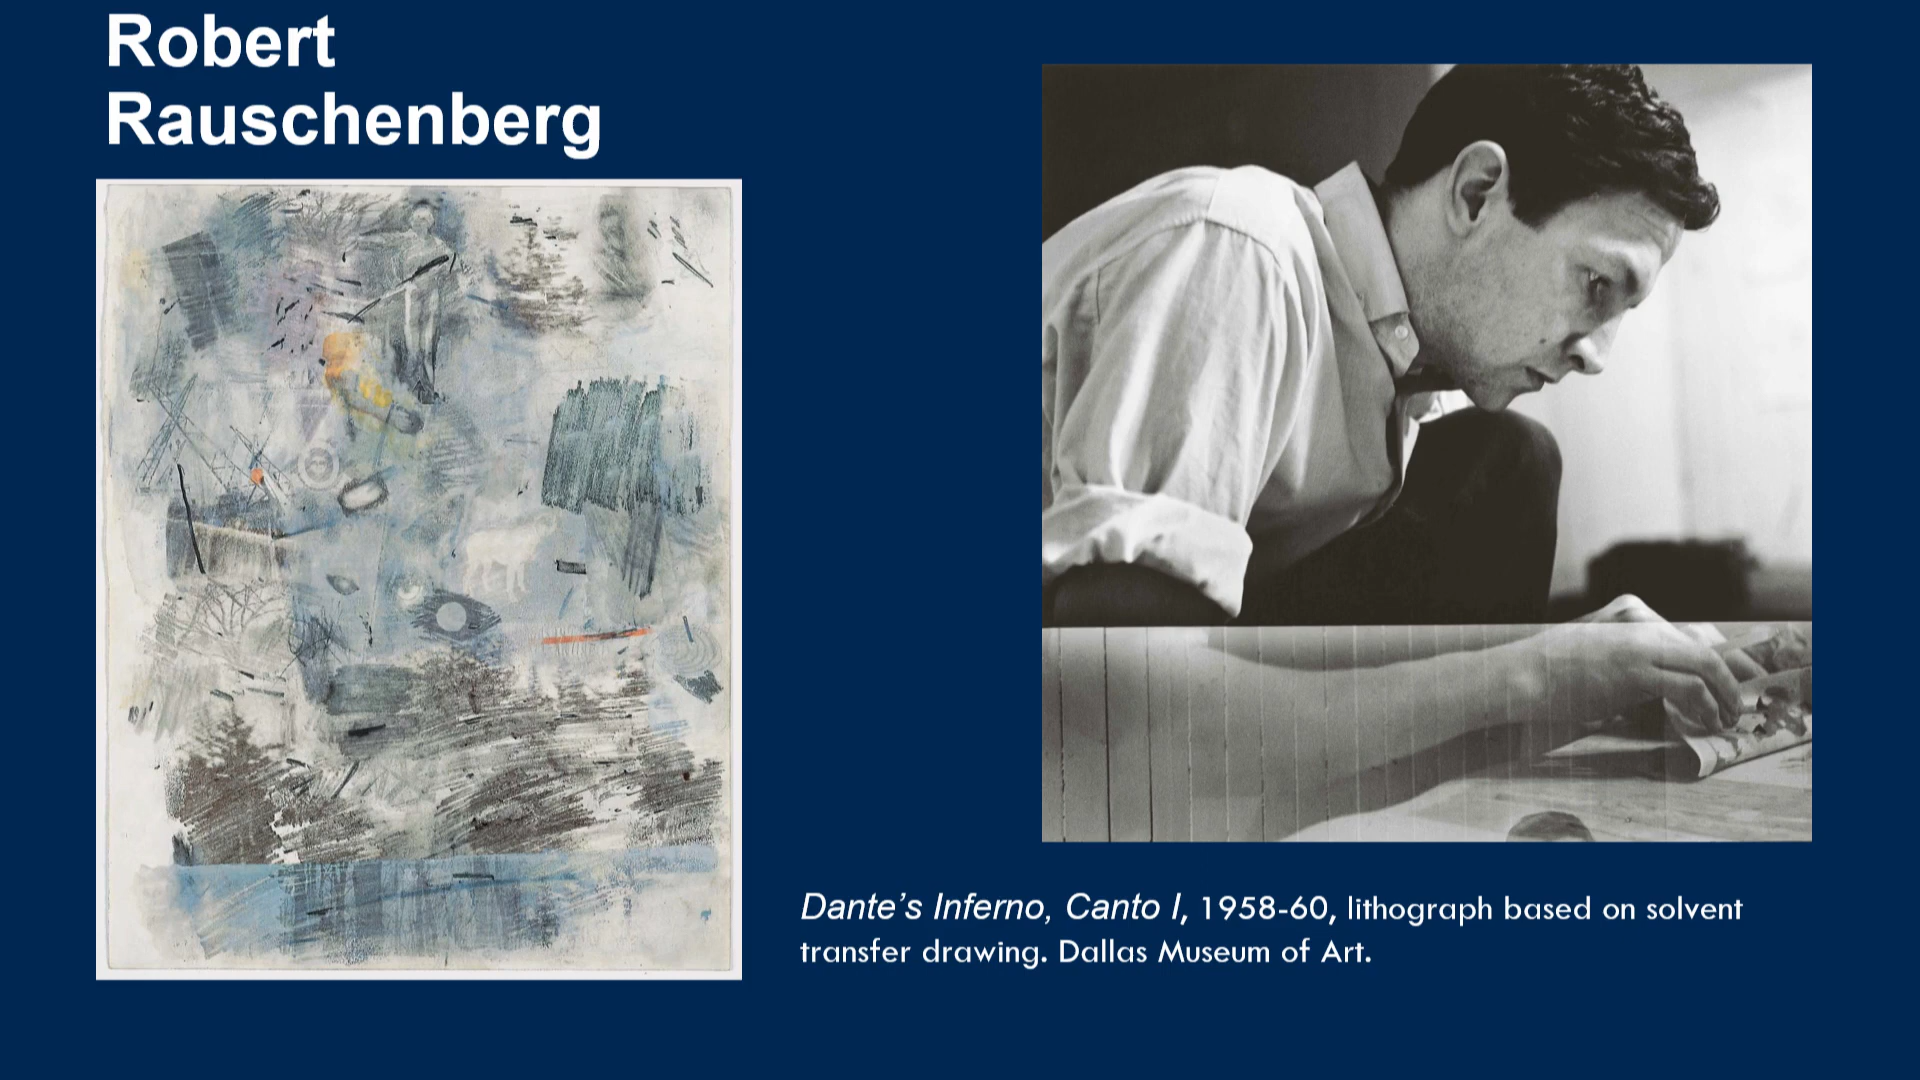 Robert
Rauschenberg
Dante’s Inferno, Canto I, 1958-60, lithograph based on solvent
transfer drawing. Dallas Museum of Art.